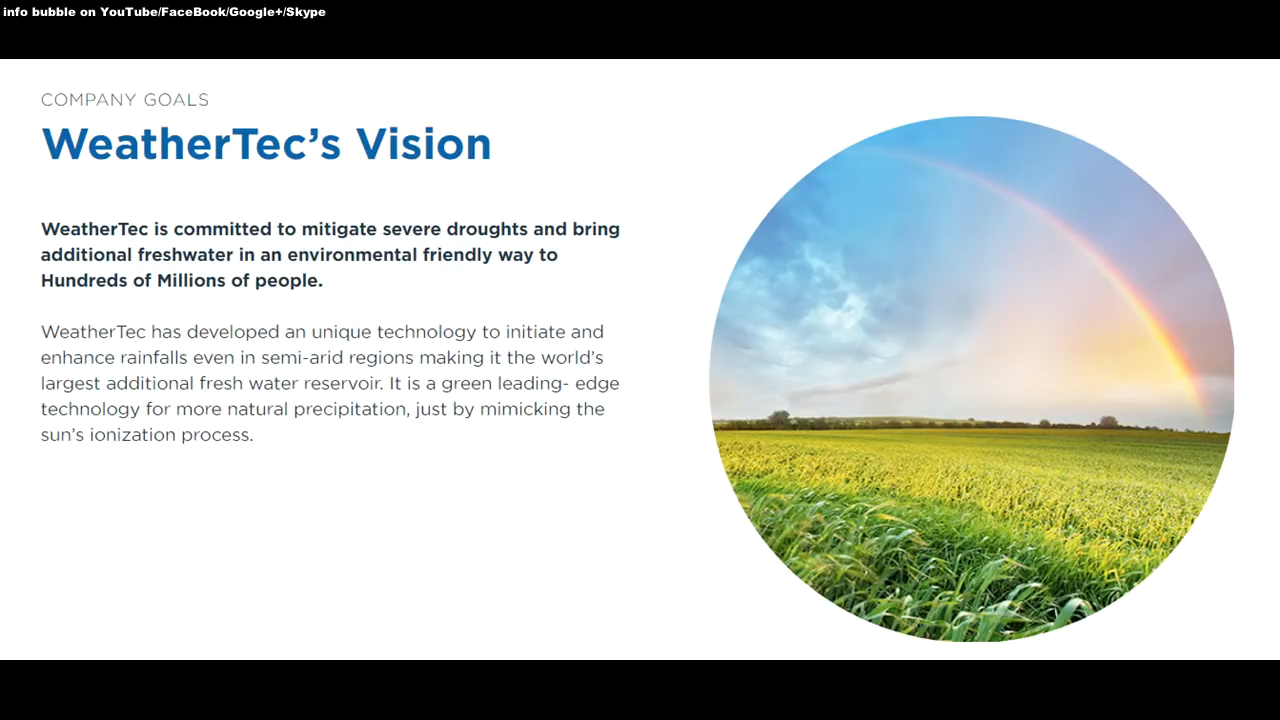 info bubble on YouTube/FaceBook/Google+/Skype
COMPANY GOALS
WeatherTec’s Vision
WeatherTec is committed to mitigate severe droughts and bring
additional freshwater in an environmental friendly way to
Hundreds of Millions of people.
WeatherTec has developed an unique technology to initiate and
enhance rainfalls even in semi-arid regions making it the world’s
largest additional fresh water reservoir. It is a green leading- edge
technology for more natural precipitation, just by mimicking the
sun’s ionization process.